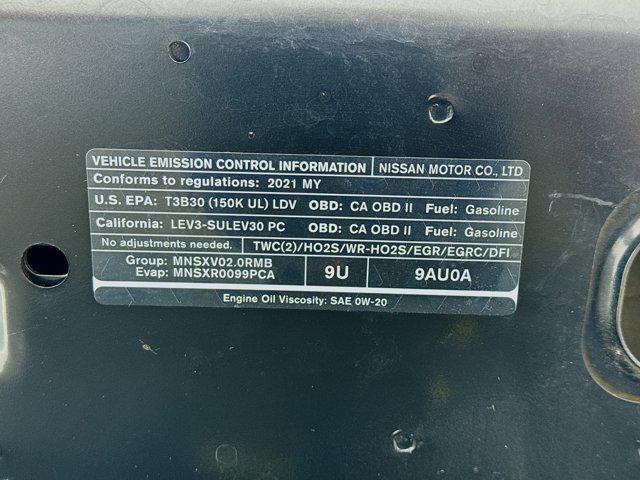 VEHICLE EMISSION CONTROL INFORMATION NISSAN MOTOR CO., LTD
Conforms to regulations: 2021 MY
U.S. EPA: T3B30 (150K UL) LDV OBD: CA OBD II Fuel: Gasoline
California: LEV3-SULEV30 PC OBD: CA OBD II Fuel: Gasoline
No adjustments needed. TWC(2)/HO2S/WR-HO2S/EGR/EGRC/DFI
Group: MNSXV02.0RMB
Evap: MNSXR0099PCA 9U 9AU0A
Engine Oil Viscosity: SAE 0W-20